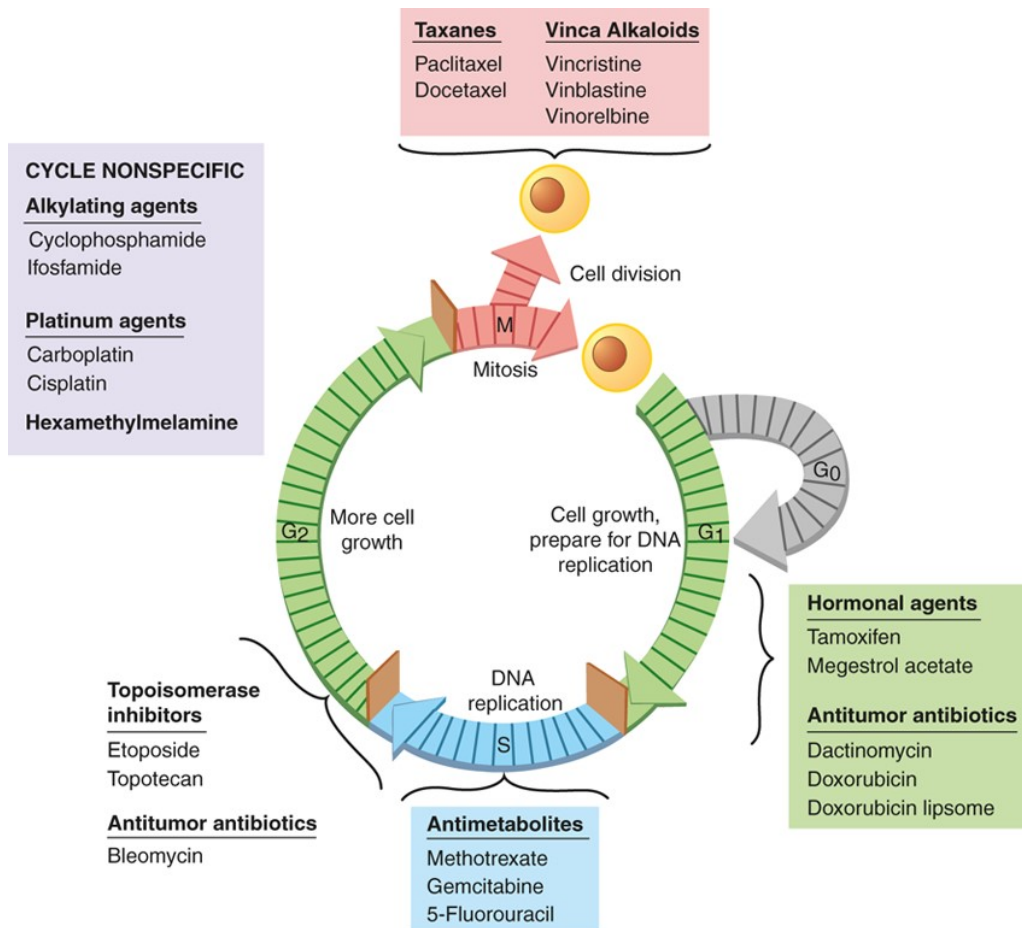 Taxanes
Paclitaxel
Docetaxel
Vinca Alkaloids
Vincristine
Vinblastine
Vinorelbine
CYCLE NONSPECIFIC
Alkylating agents
Cyclophosphamide
Ifosfamide
Platinum agents
Carboplatin
Cisplatin
Hexamethylmelamine
Cell division
M
Mitosis
G0
G2
More cell
growth
Cell growth,
prepare for DNA
replication
G1
Hormonal agents
Tamoxifen
Megestrol acetate
Antitumor antibiotics
Dactinomycin
Doxorubicin
Doxorubicin lipsome
DNA
replication
S
Topoisomerase
inhibitors
Etoposide
Topotecan
Antitumor antibiotics
Bleomycin
Antimetabolites
Methotrexate
Gemcitabine
5-Fluorouracil